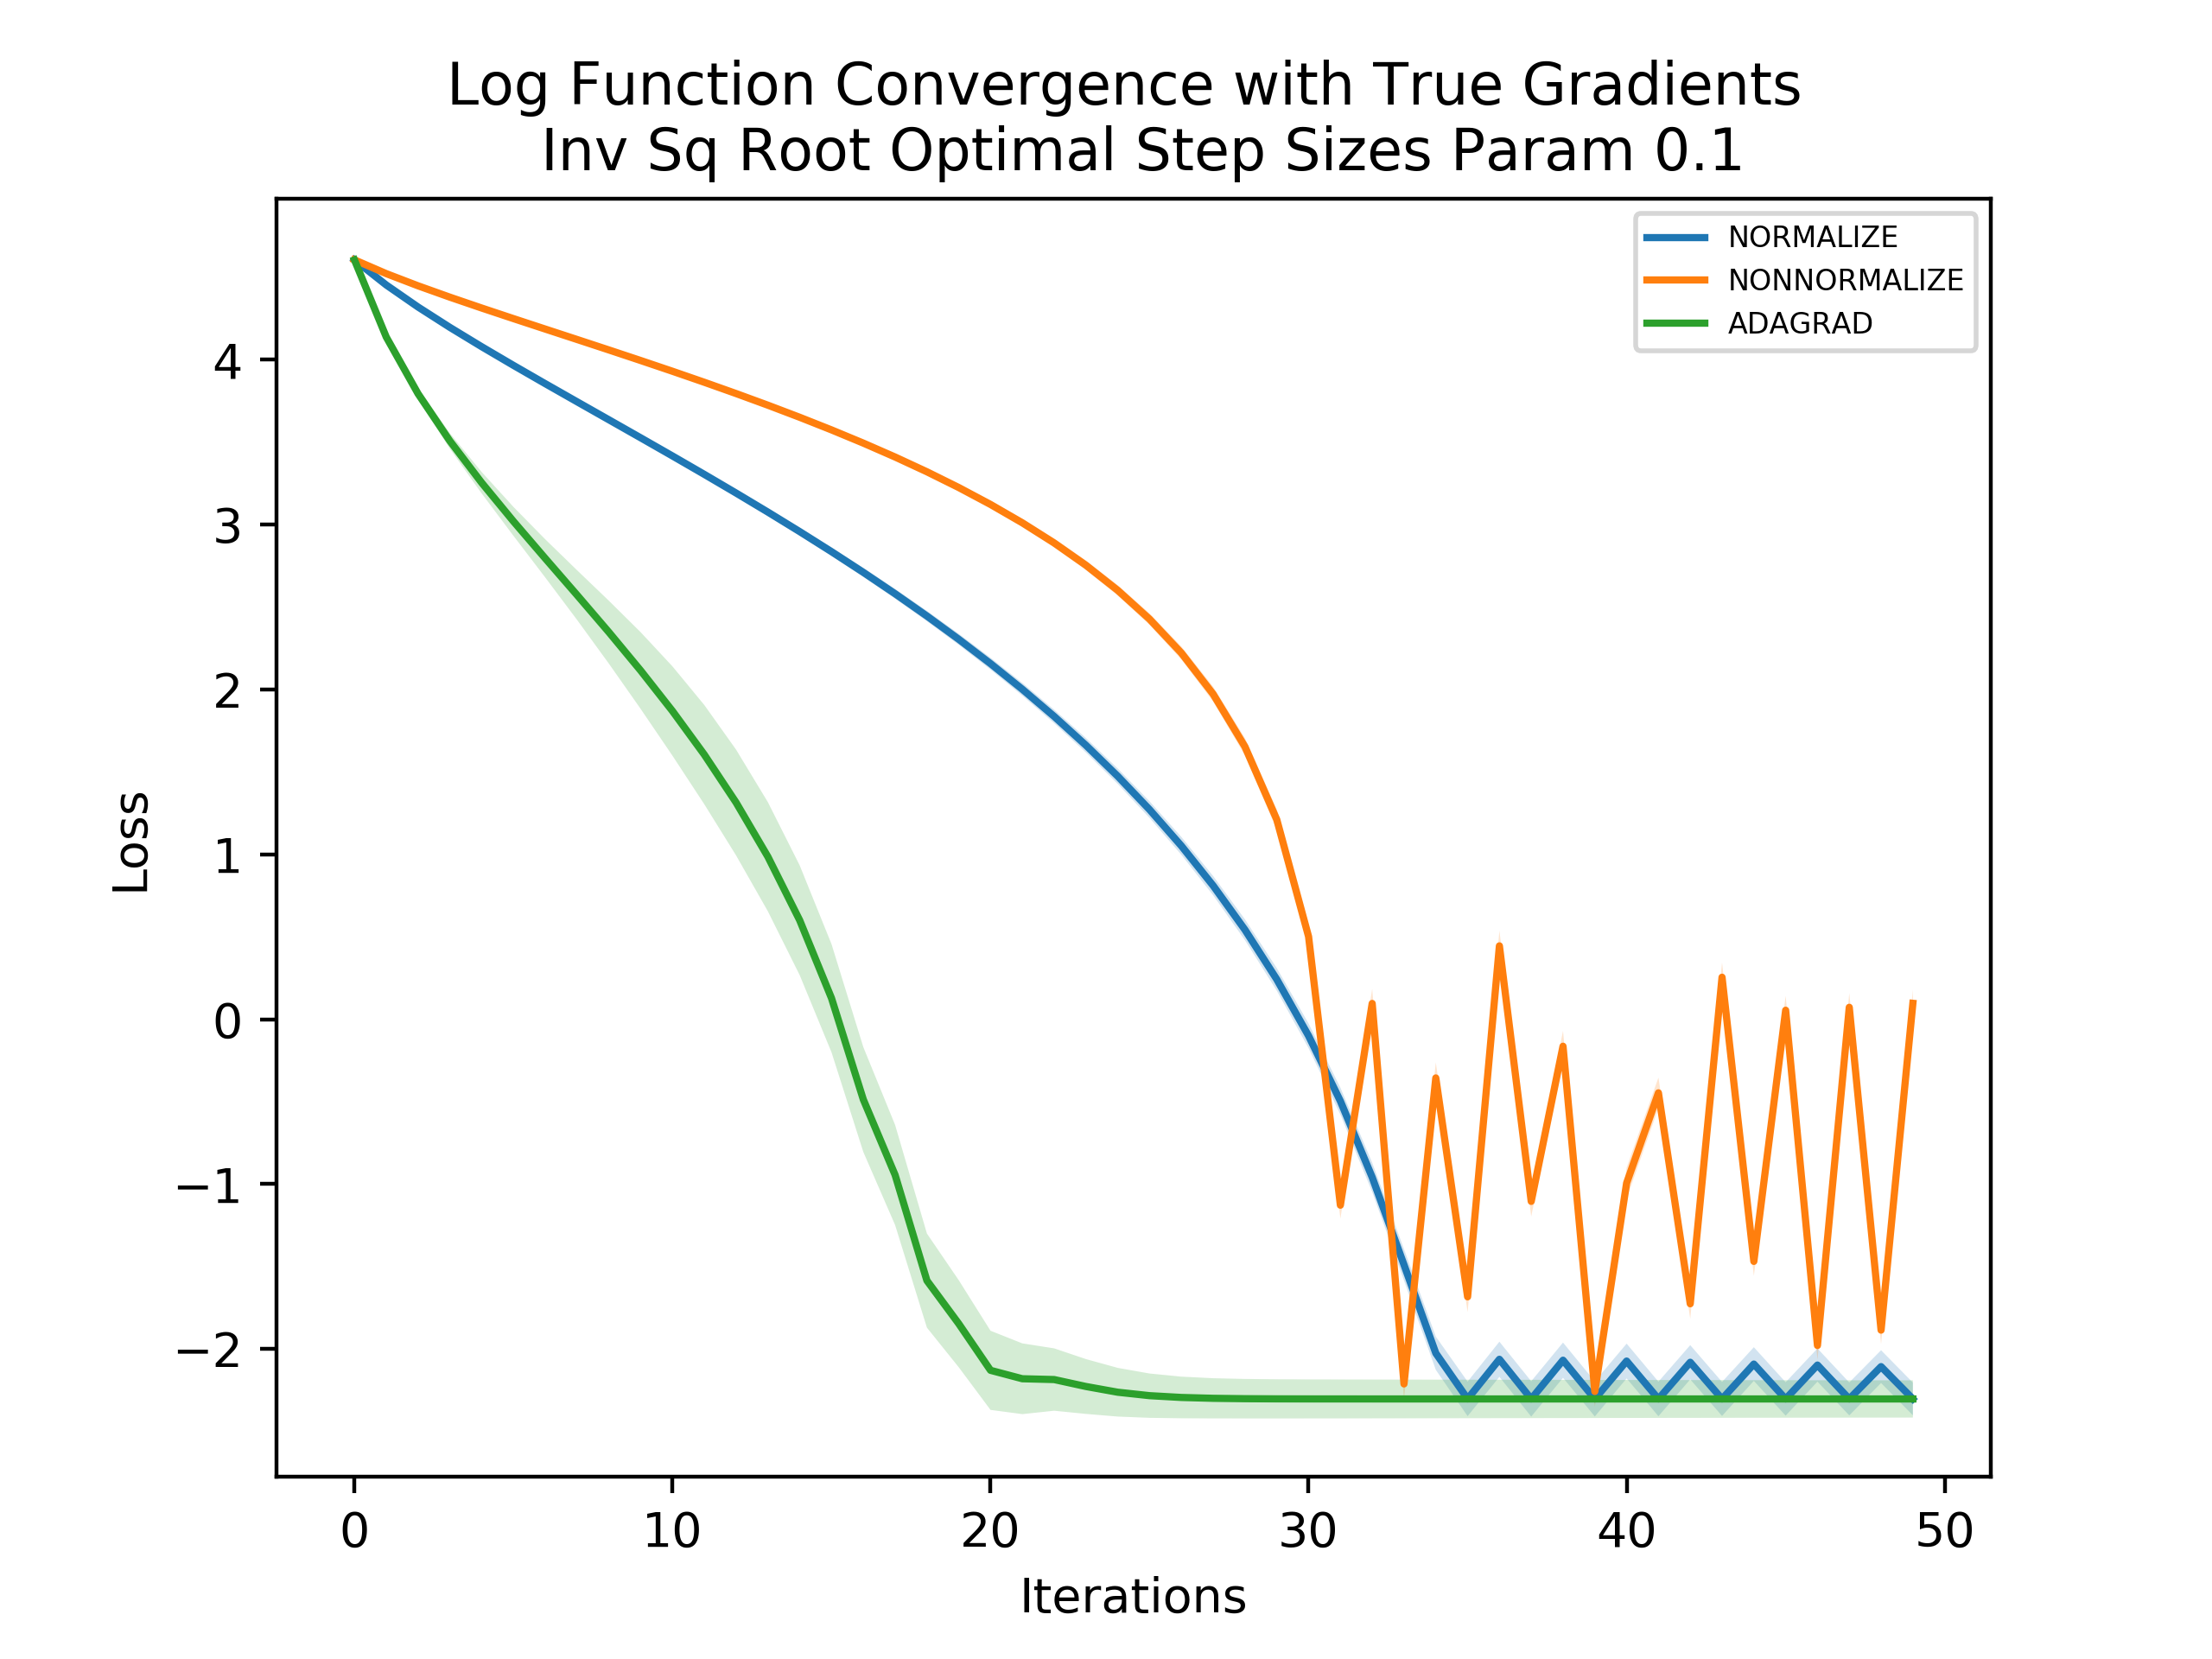 Log Function Convergence with True Gradients
Inv Sq Root Optimal Step Sizes Param 0.1
NORMALIZE
NONNORMALIZE
ADAGRAD
4
3
2
1
0
−1
−2
Loss
0 10 20 30 40 50
Iterations